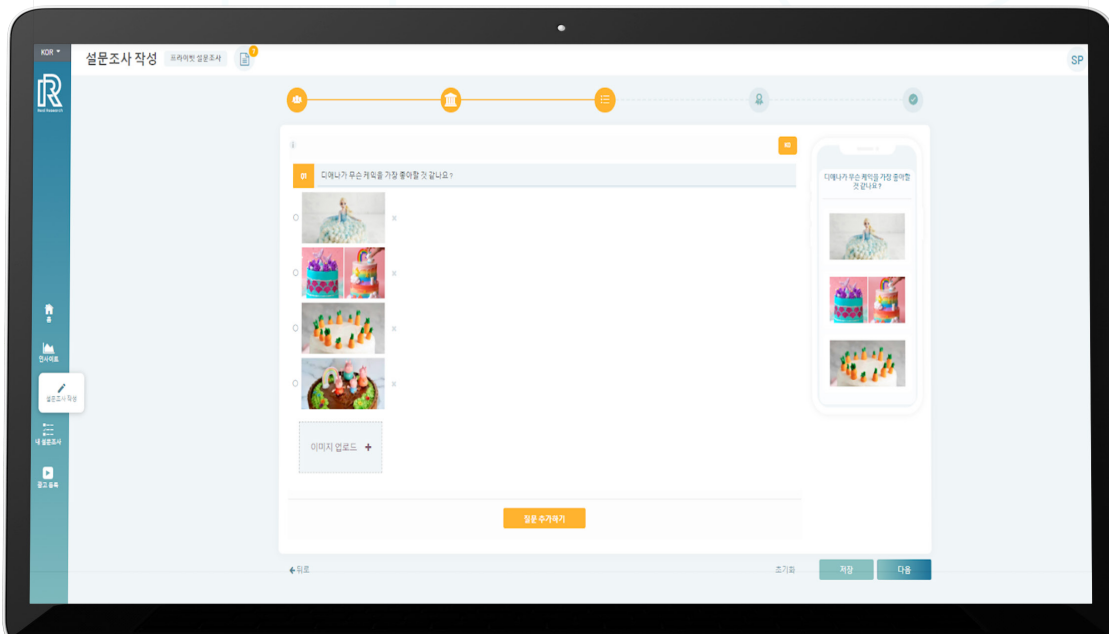 KOR
설문조사 작성
프라이빗 설문조사
SP
R
Real Research
홈
인사이트
설문조사 작성
내 설문조사
광고 등록
01
디애나가 무슨 케익을 가장 좋아할 것 같나요?
x
x
x
x
이미지 업로드 +
질문 추가하기
뒤로
초기화
저장
다음
디애나가 무슨 케익을 가장 좋아할
것 같나요?